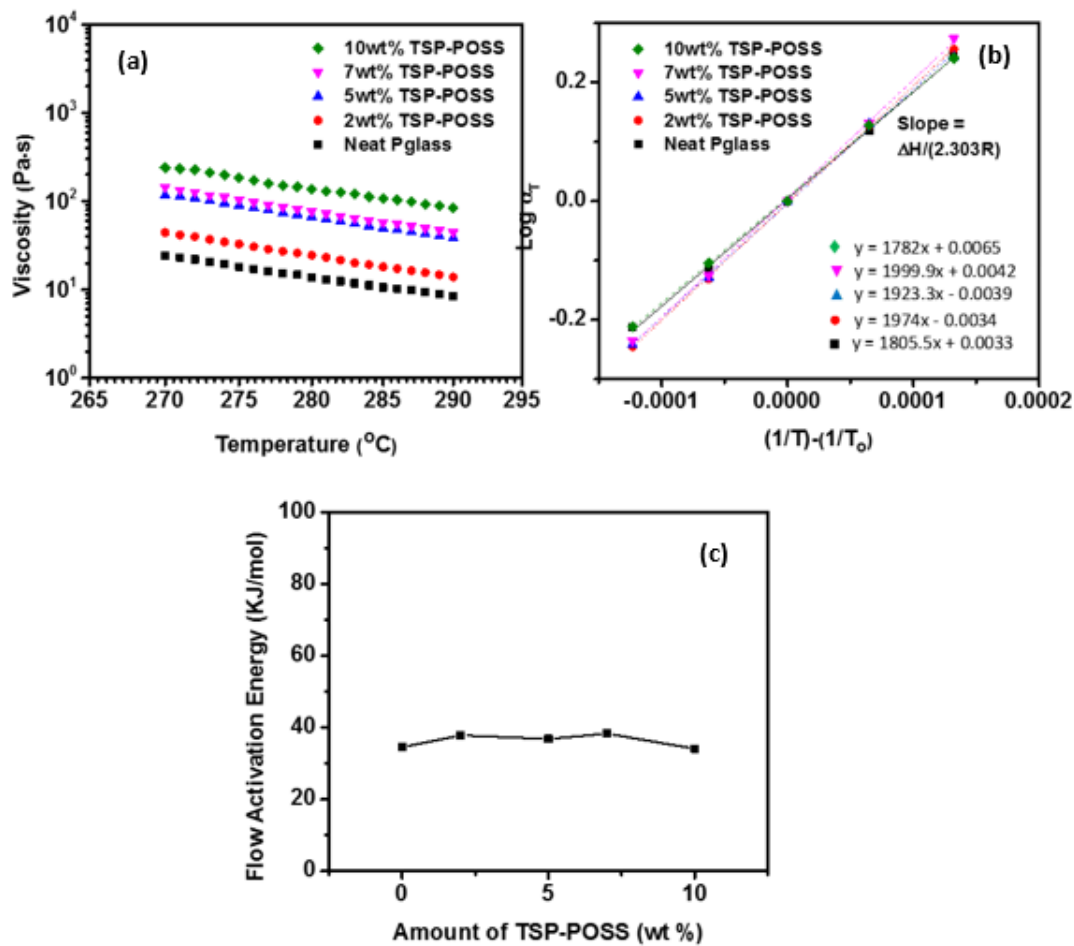 (a)
10wt% TSP-POSS
7wt% TSP-POSS
5wt% TSP-POSS
2wt% TSP-POSS
Neat Pglass
10⁴
10³
10²
10¹
10⁰
Viscosity (Pa·s)
265 270 275 280 285 290 295
Temperature (°C)
(b)
10wt% TSP-POSS
7wt% TSP-POSS
5wt% TSP-POSS
2wt% TSP-POSS
Neat Pglass
Slope =
ΔH/(2.303R)
y = 1782x + 0.0065
y = 1999.9x + 0.0042
y = 1923.3x - 0.0039
y = 1974x - 0.0034
y = 1805.5x + 0.0033
0.2
0.0
-0.2
Log α_T
-0.0001 0.0000 0.0001 0.0002
(1/T)-(1/Tₒ)
(c)
100
80
60
40
20
0
Flow Activation Energy (KJ/mol)
0 5 10
Amount of TSP-POSS (wt %)